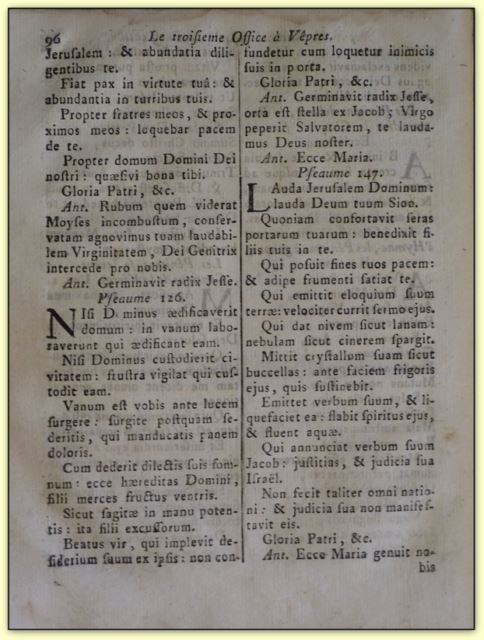 96
Le troisieme Office à Vêpres.
Jerusalem : & abundatia dili-
gentibus te.
Fiat pax in virtute tuâ : &
abundantia in turribus tuis.
Propter fratres meos, & pro-
ximos meos : loquebar pacem
de te.
Propter domum Domini Dei
nostri : quæsivi bona tibi.
Gloria Patri, &c.
Ant. Rubum quem viderat
Moyses incombustum, conser-
vatam agnovimus tuam laudabi-
lem Virginitatem, Dei Genitrix
intercede pro nobis.
Ant. Germinavit radix Jesse.
Pseaume 126.
NIsi Dominus ædificaverit
domum : in vanum labo-
raverunt qui ædificant eam.
Nisi Dominus custodierit ci-
vitatem : frustra vigilat qui cus-
todit eam.
Vanum est vobis ante lucem
surgere : surgite postquam se-
deritis, qui manducatis panem
doloris.
Cum dederit dilectis suis som-
num : ecce hæreditas Domini,
filii merces fructus ventris.
Sicut sagitæ in manu poten-
tis : ita filii excussorum.
Beatus vir, qui implevit de-
siderium suum ex ipsis : non con-
fundetur cum loquetur inimicis
suis in porta.
Gloria Patri, &c.
Ant. Germinavit radix Jesse,
orta est stella ex Jacob ; Virgo
peperit Salvatorem, te lauda-
mus Deus noster.
Ant. Ecce Maria.
Pseaume 147.
LAuda Jerusalem Dominum :
lauda Deum tuum Sion.
Quoniam confortavit seras
portarum tuarum : benedixit fi-
liis tuis in te.
Qui posuit fines tuos pacem :
& adipe frumenti satiat te.
Qui emittit eloquium suum
terræ : velociter currit sermo ejus.
Qui dat nivem sicut lanam :
nebulam sicut cinerem spargit.
Mittit crystallum suam sicut
buccellas : ante faciem frigoris
ejus, quis sustinebit.
Emittet verbum suum, & li-
quefaciet ea : flabit spiritus ejus,
& fluent aquæ.
Qui annunciat verbum suum
Jacob : justitias, & judicia sua
Israël.
Non fecit taliter omni natio-
ni : & judicia sua non manifes-
tavit eis.
Gloria Patri, &c.
Ant. Ecce Maria genuit no-
bis